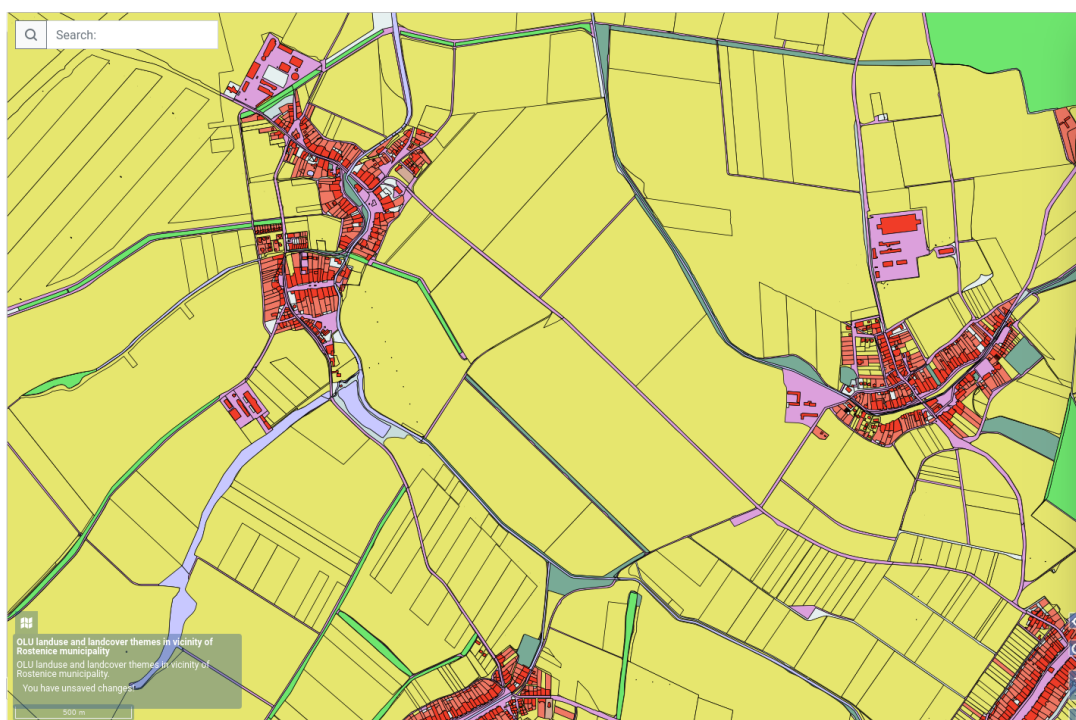 Search:
OLU landuse and landcover themes in vicinity of
Rostenice municipality
OLU landuse and landcover themes in vicinity of
Rostenice municipality.
You have unsaved changes!
500 m